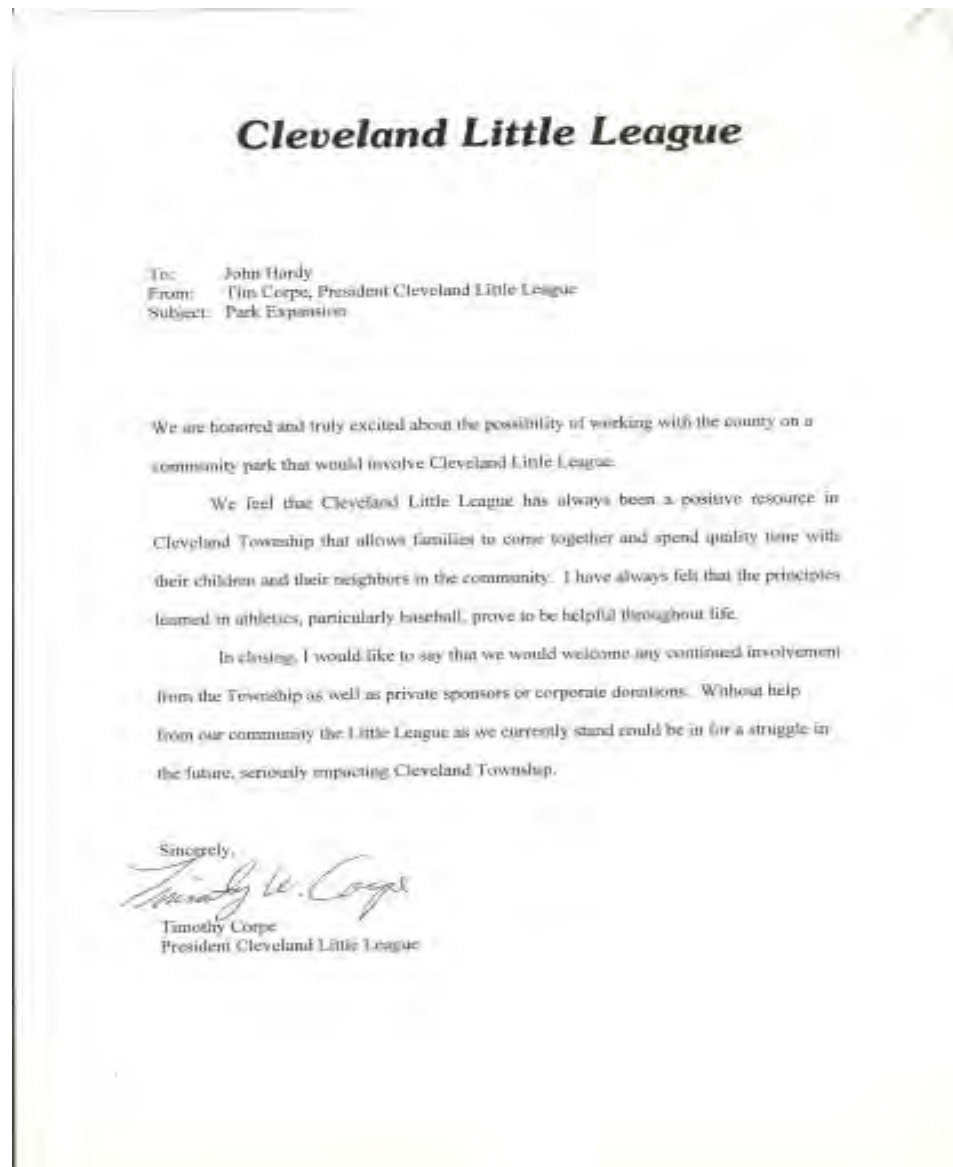 Cleveland Little League
To: John Hardy
From: Tim Corpe, President Cleveland Little League
Subject: Park Expansion
We are honored and truly excited about the possibility of working with the county on a
community park that would involve Cleveland Little League.
We feel that Cleveland Little League has always been a positive resource in
Cleveland Township that allows families to come together and spend quality time with
their children and their neighbors in the community. I have always felt that the principles
learned in athletics, particularly baseball, prove to be helpful throughout life.
In closing, I would like to say that we would welcome any continued involvement
from the Township as well as private sponsors or corporate donations. Without help
from our community the Little League as we currently stand could be in for a struggle in
the future, seriously impacting Cleveland Township.
Sincerely,
Timothy W. Corpe
Timothy Corpe
President Cleveland Little League